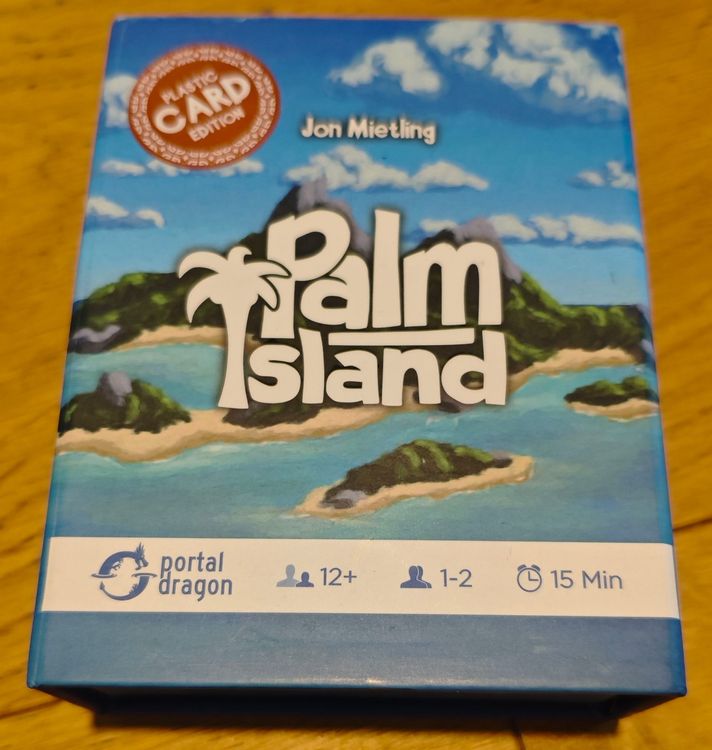 PLASTIC
CARD
EDITION
Jon Mietling
Palm
Island
portal
dragon
12+
1-2
15 Min